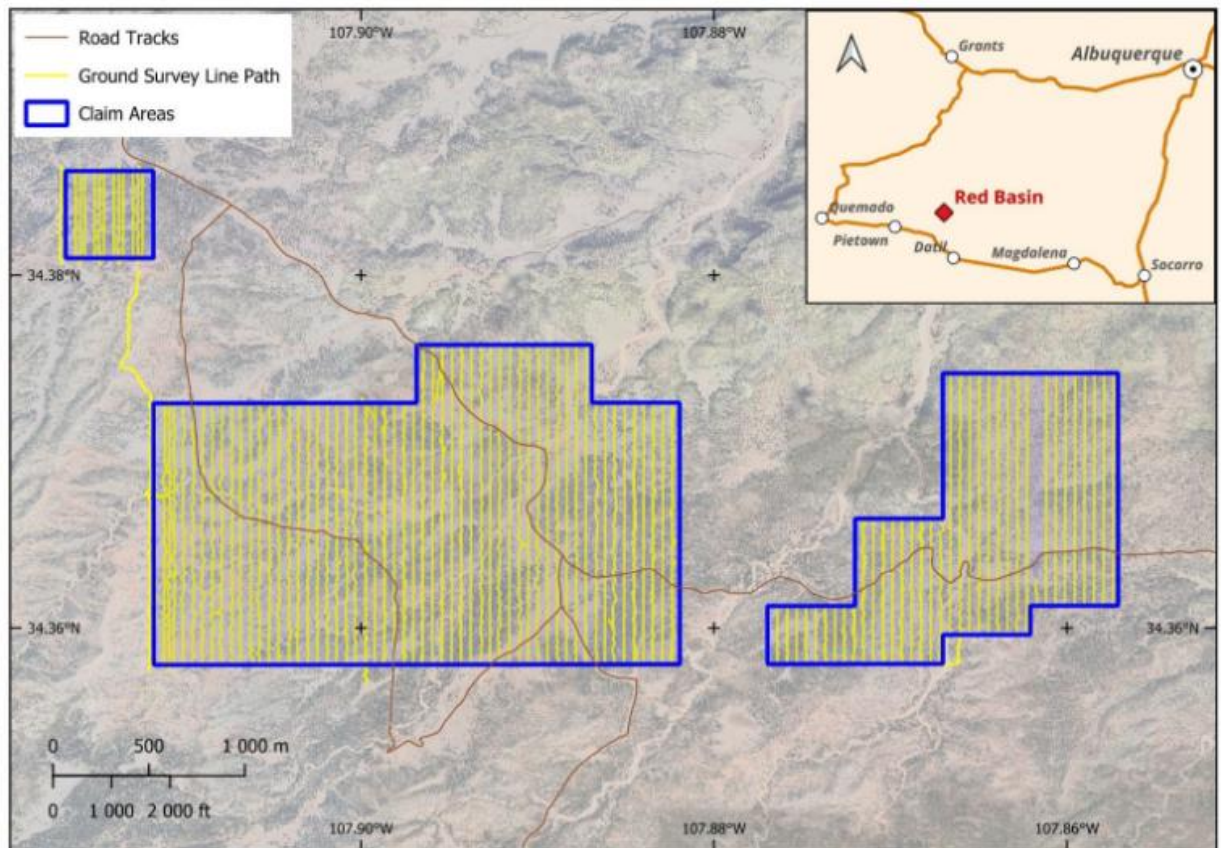 Road Tracks
Ground Survey Line Path
Claim Areas
107.90°W
107.88°W
Grants
Albuquerque
Red Basin
Quemado
Pietown
Datil
Magdalena
Socorro
34.38°N
34.36°N
34.36°N
0 500 1 000 m
0 1 000 2 000 ft
107.90°W
107.88°W
107.86°W